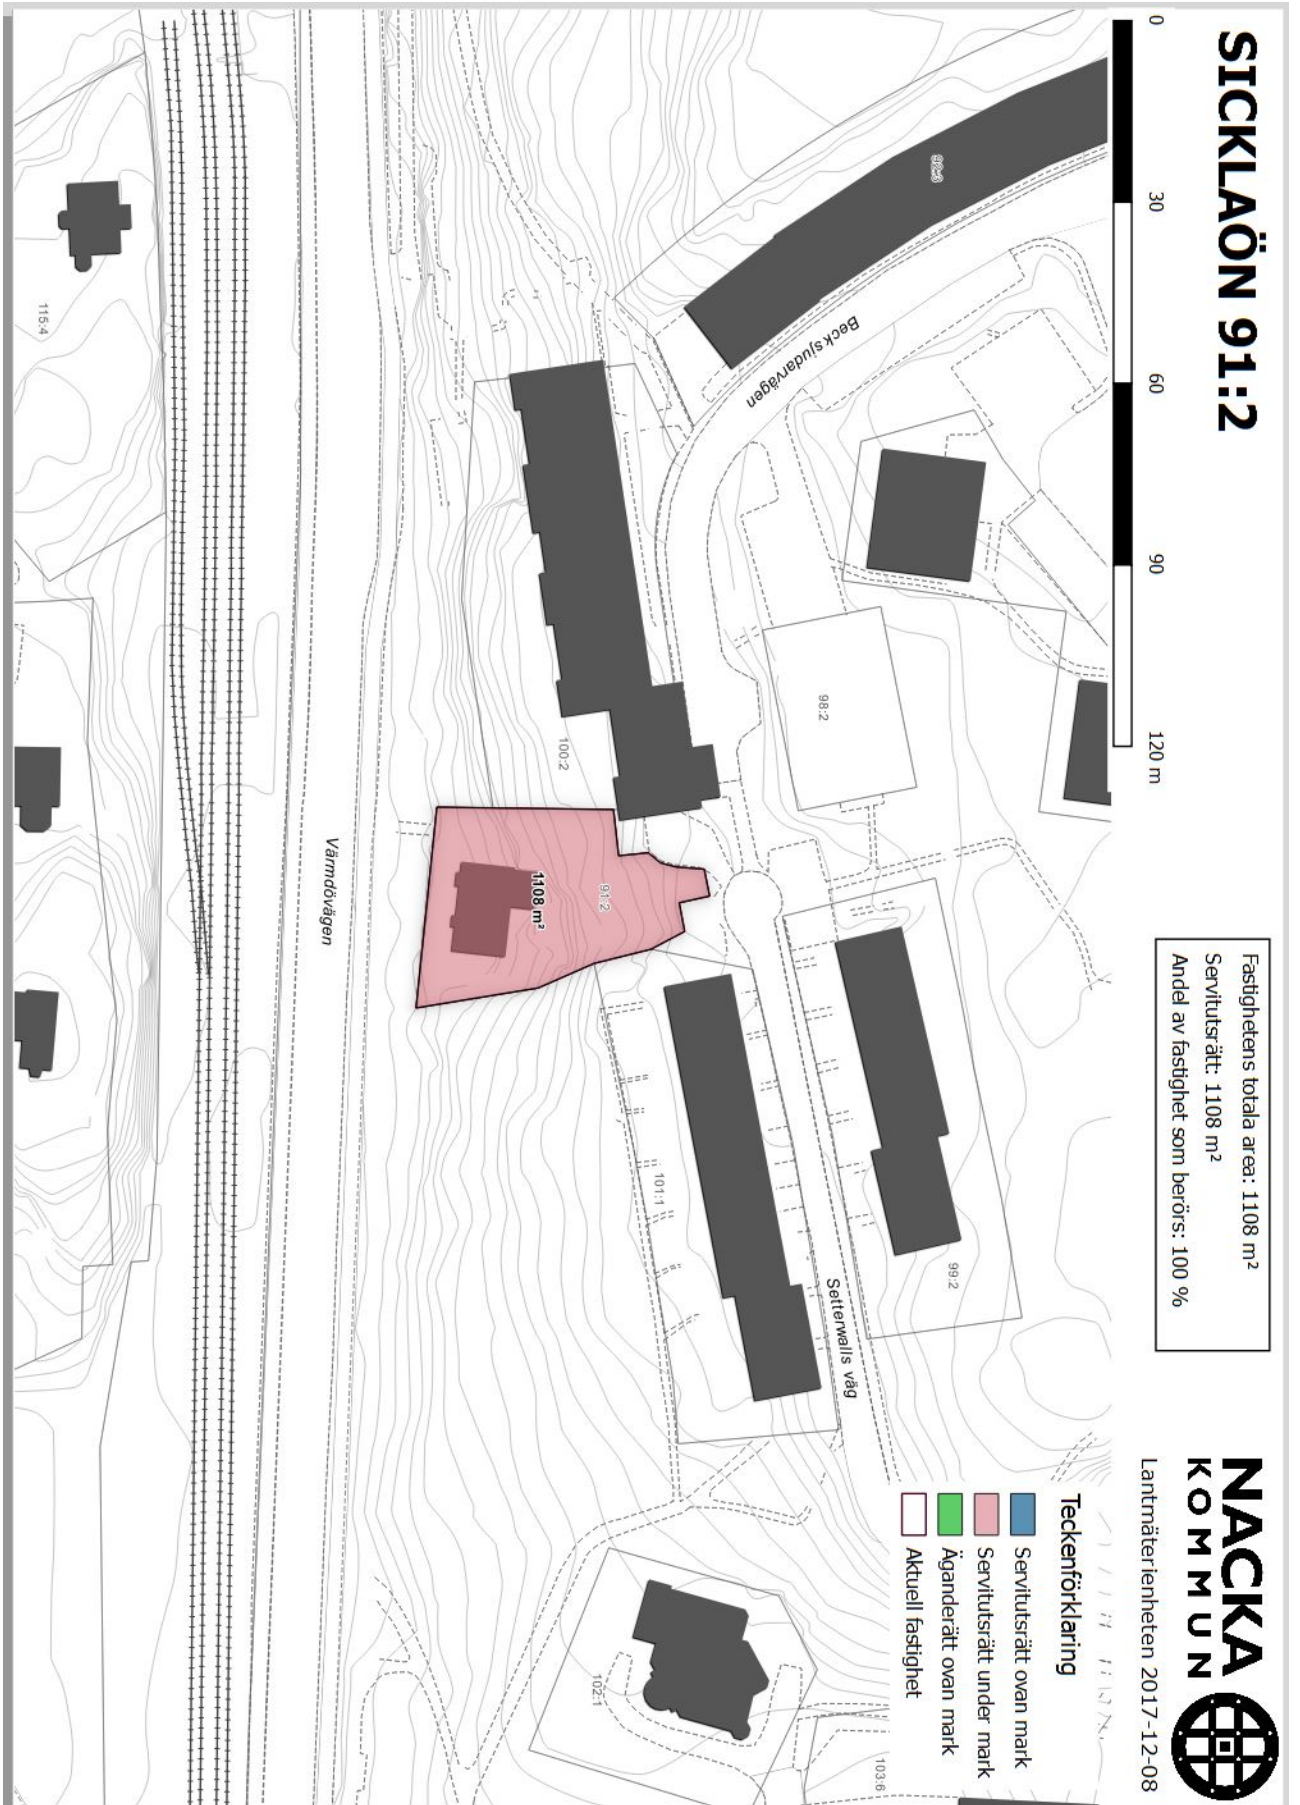 SICKLAÖN 91:2
Fastighetens totala area: 1108 m²
Servitutsrätt: 1108 m²
Andel av fastighet som berörs: 100 %
NACKA
KOMMUN
Lantmäterienheten 2017-12-08
0 30 60 90 120 m
Teckenförklaring
Servitutsrätt ovan mark
Servitutsrätt under mark
Äganderätt ovan mark
Aktuell fastighet
92:3
Becksjudarvägen
98:2
99:2
Setterwalls väg
103:6
100:2
91:2
1108 m²
101:1
102:1
Värmdövägen
115:4